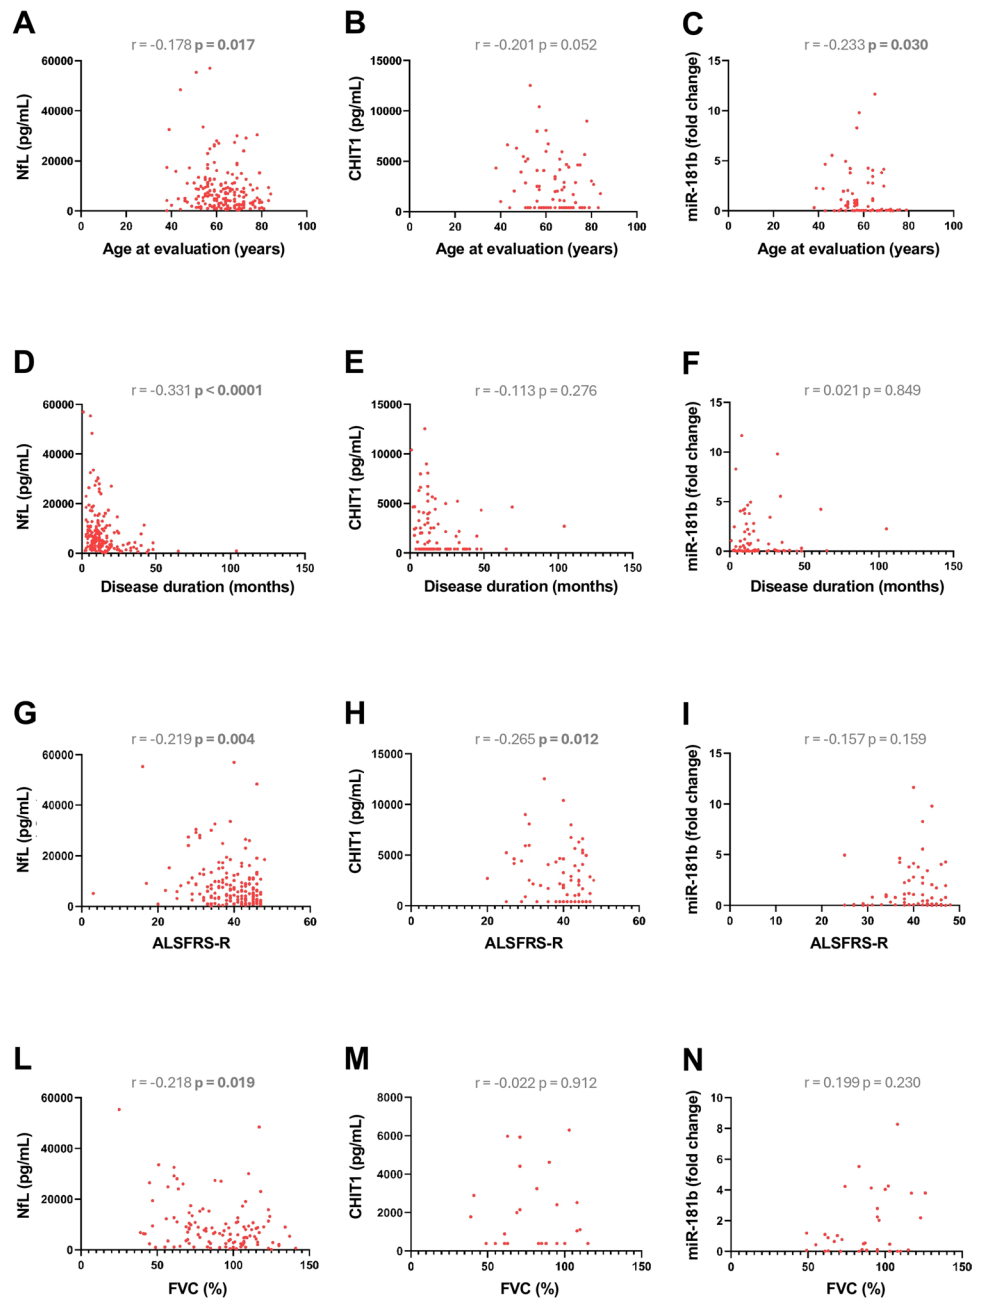 A
r = -0.178 p = 0.017
NfL (pg/mL)
60000
40000
20000
0
0 20 40 60 80 100
Age at evaluation (years)
B
r = -0.201 p = 0.052
CHIT1 (pg/mL)
15000
10000
5000
0
0 20 40 60 80 100
Age at evaluation (years)
C
r = -0.233 p = 0.030
miR-181b (fold change)
15
10
5
0
0 20 40 60 80 100
Age at evaluation (years)
D
r = -0.331 p < 0.0001
NfL (pg/mL)
60000
40000
20000
0
0 50 100 150
Disease duration (months)
E
r = -0.113 p = 0.276
CHIT1 (pg/mL)
15000
10000
5000
0
0 50 100 150
Disease duration (months)
F
r = 0.021 p = 0.849
miR-181b (fold change)
15
10
5
0
0 50 100 150
Disease duration (months)
G
r = -0.219 p = 0.004
NfL (pg/mL)
60000
40000
20000
0
0 20 40 60
ALSFRS-R
H
r = -0.265 p = 0.012
CHIT1 (pg/mL)
15000
10000
5000
0
0 20 40 60
ALSFRS-R
I
r = -0.157 p = 0.159
miR-181b (fold change)
15
10
5
0
0 10 20 30 40 50
ALSFRS-R
L
r = -0.218 p = 0.019
NfL (pg/mL)
60000
40000
20000
0
0 50 100 150
FVC (%)
M
r = -0.022 p = 0.912
CHIT1 (pg/mL)
8000
6000
4000
2000
0
0 50 100 150
FVC (%)
N
r = 0.199 p = 0.230
miR-181b (fold change)
10
8
6
4
2
0
0 50 100 150
FVC (%)